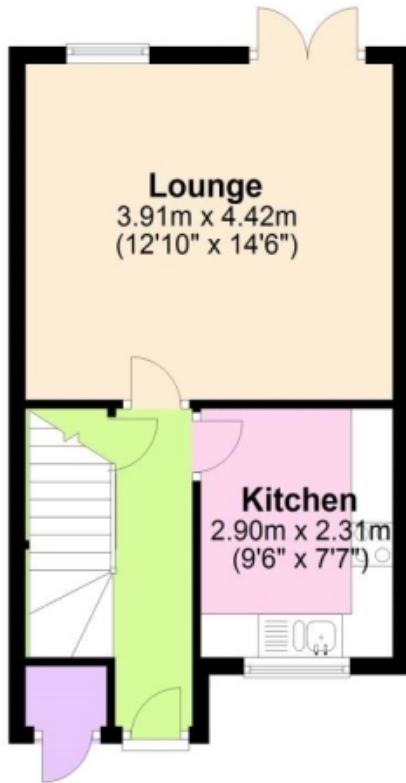 Lounge
3.91m x 4.42m
(12'10" x 14'6")
Kitchen
2.90m x 2.31m
(9'6" x 7'7")